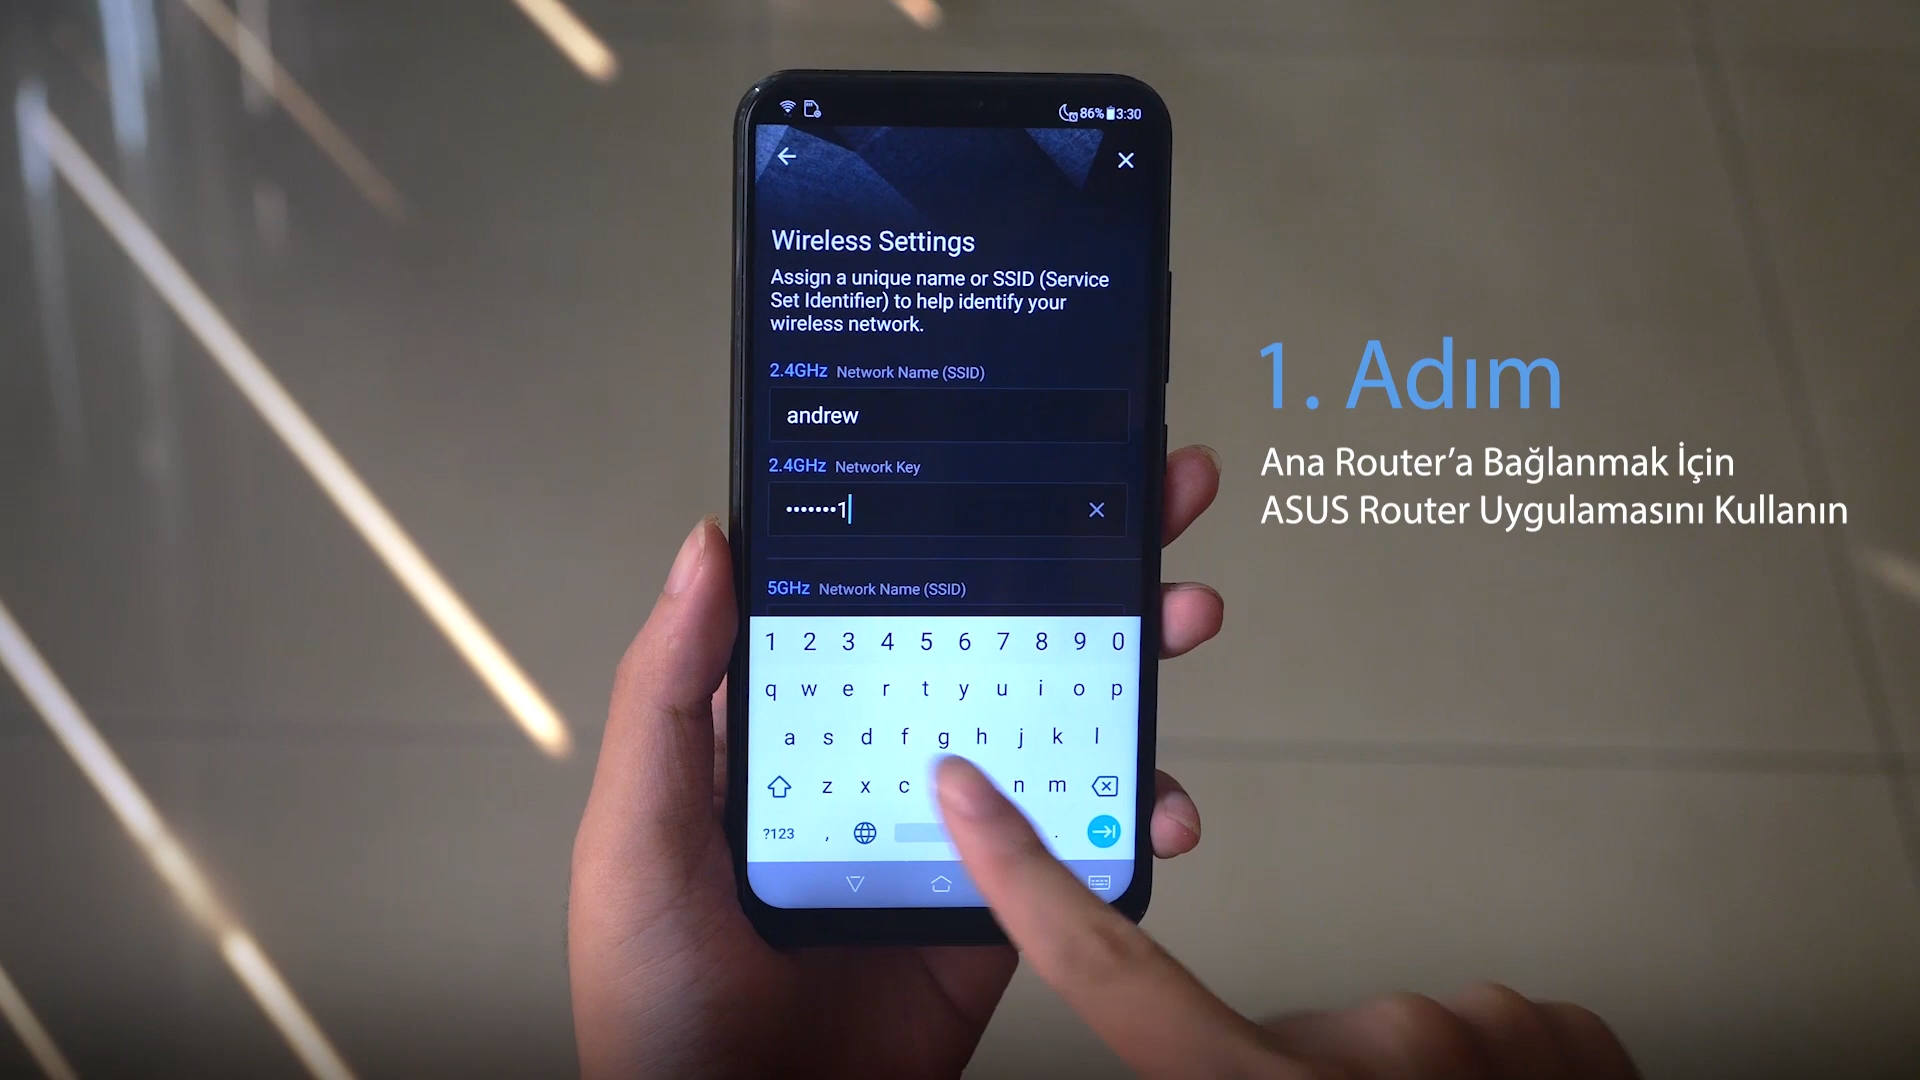 86% 3:30
Wireless Settings
Assign a unique name or SSID (Service
Set Identifier) to help identify your
wireless network.
2.4GHz Network Name (SSID)
andrew
2.4GHz Network Key
•••••••1
5GHz Network Name (SSID)
1 2 3 4 5 6 7 8 9 0
q w e r t y u i o p
a s d f g h j k l
z x c n m
?123 , .
1. Adım
Ana Router’a Bağlanmak İçin
ASUS Router Uygulamasını Kullanın